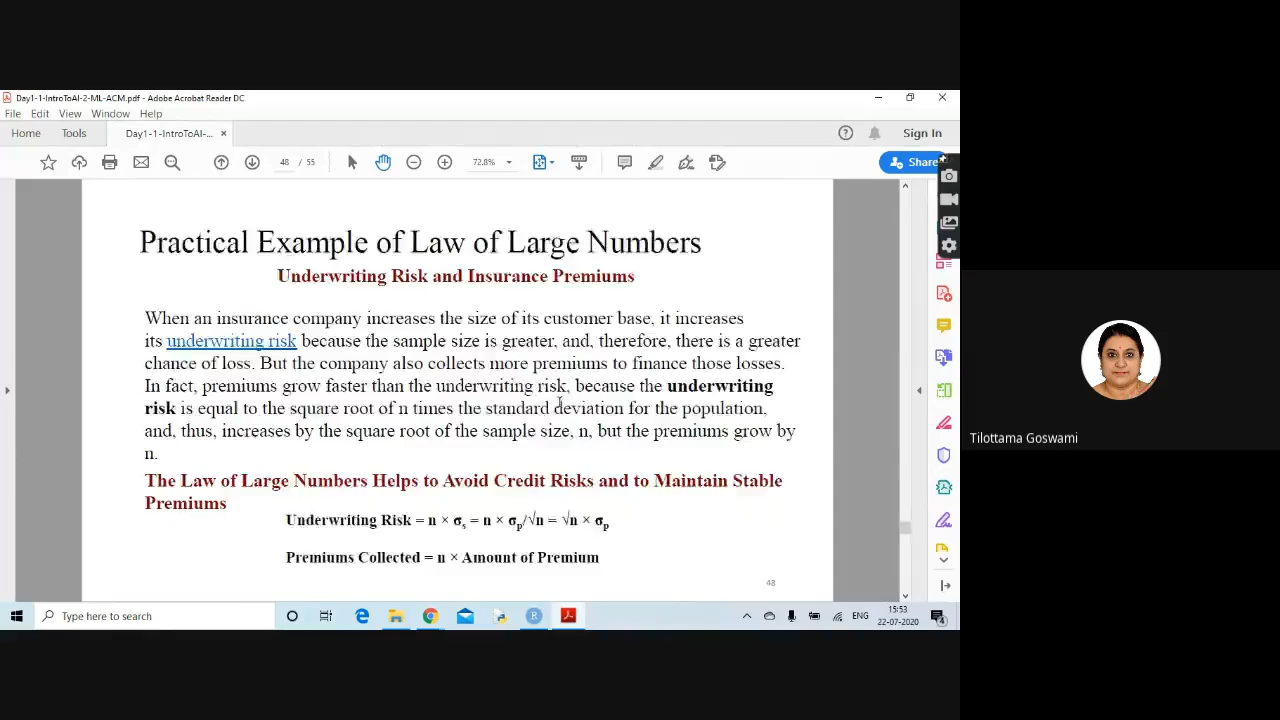 Day1-1-IntroToAI-2-ML-ACM.pdf - Adobe Acrobat Reader DC
File Edit View Window Help
Home Tools Day1-1-IntroToAI-... × Sign In
48 / 55 72.8% Share
Practical Example of Law of Large Numbers
Underwriting Risk and Insurance Premiums
When an insurance company increases the size of its customer base, it increases
its underwriting risk because the sample size is greater, and, therefore, there is a greater
chance of loss. But the company also collects more premiums to finance those losses.
In fact, premiums grow faster than the underwriting risk, because the underwriting
risk is equal to the square root of n times the standard deviation for the population,
and, thus, increases by the square root of the sample size, n, but the premiums grow by
n.
The Law of Large Numbers Helps to Avoid Credit Risks and to Maintain Stable
Premiums
Underwriting Risk = n × σs = n × σp/√n = √n × σp
Premiums Collected = n × Amount of Premium
48
Tilottama Goswami
Type here to search
ENG
15:53
22-07-2020
4